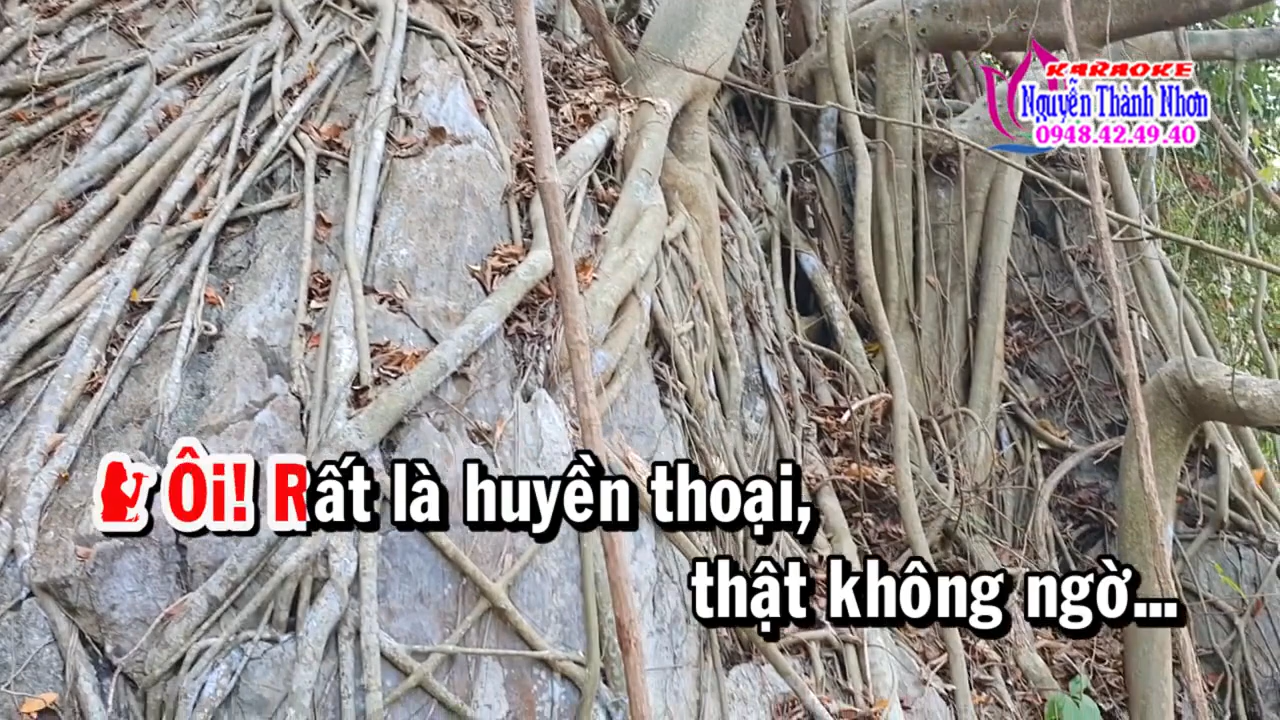 KARAOKE
Nguyễn Thành Nhơn
0948.42.49.40
Ôi! Rất là huyền thoại,
thật không ngờ...